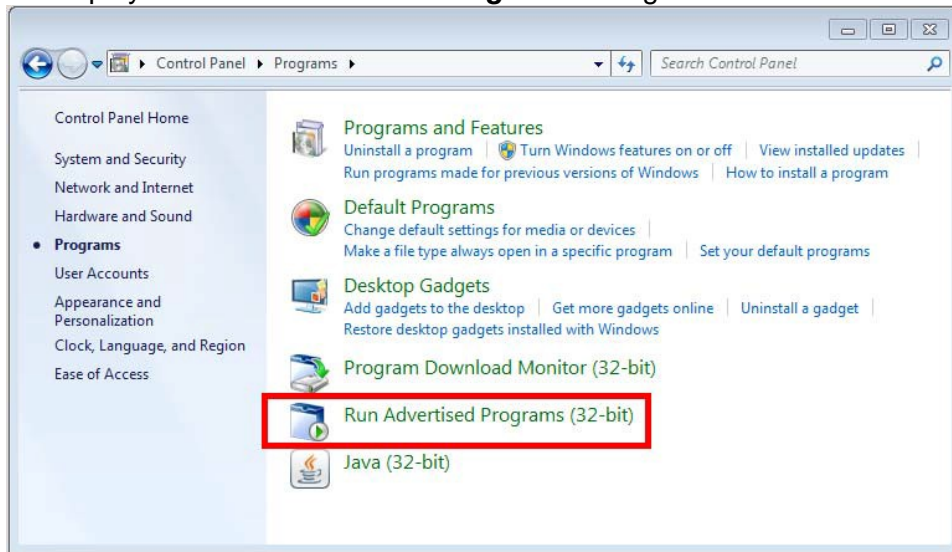 Control Panel Programs
Search Control Panel
Control Panel Home
System and Security
Network and Internet
Hardware and Sound
Programs
User Accounts
Appearance and
Personalization
Clock, Language, and Region
Ease of Access
Programs and Features
Uninstall a program Turn Windows features on or off View installed updates
Run programs made for previous versions of Windows How to install a program
Default Programs
Change default settings for media or devices
Make a file type always open in a specific program Set your default programs
Desktop Gadgets
Add gadgets to the desktop Get more gadgets online Uninstall a gadget
Restore desktop gadgets installed with Windows
Program Download Monitor (32-bit)
Run Advertised Programs (32-bit)
Java (32-bit)